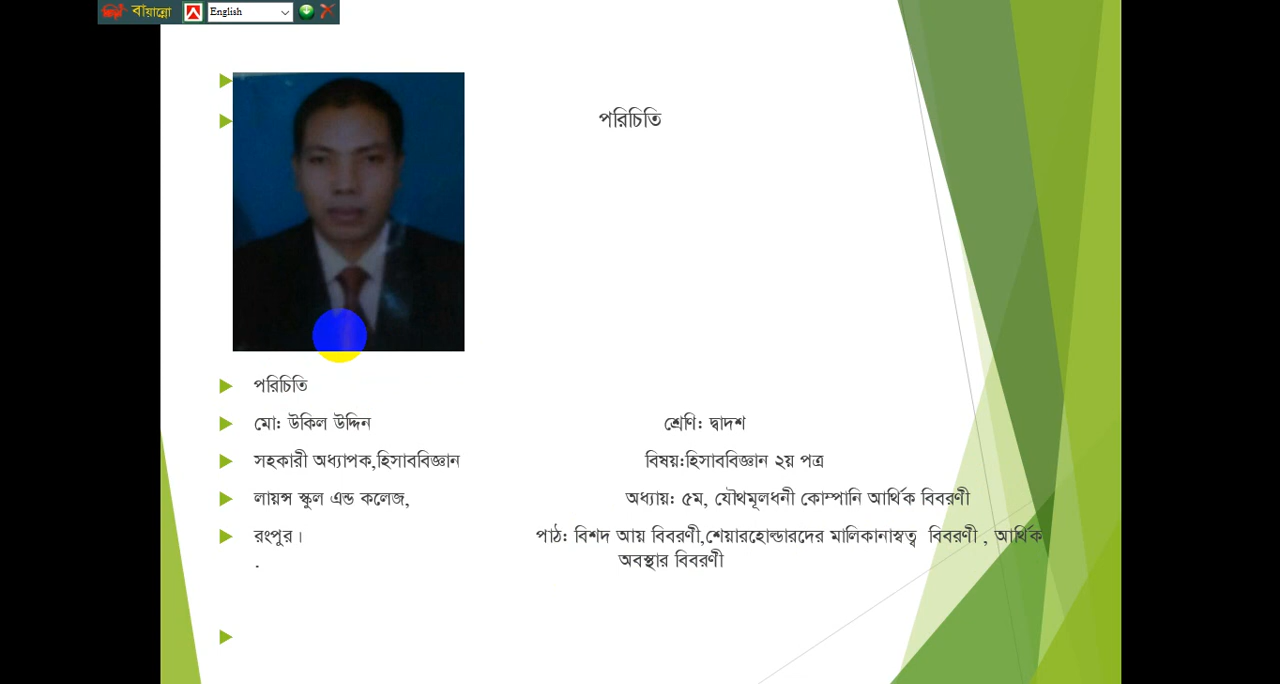 বায়ান্নো English
পরিচিতি
পরিচিতি
মো: উকিল উদ্দিন শ্রেণি: দ্বাদশ
সহকারী অধ্যাপক,হিসাববিজ্ঞান বিষয়:হিসাববিজ্ঞান ২য় পত্র
লায়ন্স স্কুল এন্ড কলেজ, অধ্যায়: ৫ম, যৌথমূলধনী কোম্পানি আর্থিক বিবরণী
রংপুর। পাঠ: বিশদ আয় বিবরণী,শেয়ারহোল্ডারদের মালিকানাস্বত্ব বিবরণী , আর্থিক
. অবস্থার বিবরণী